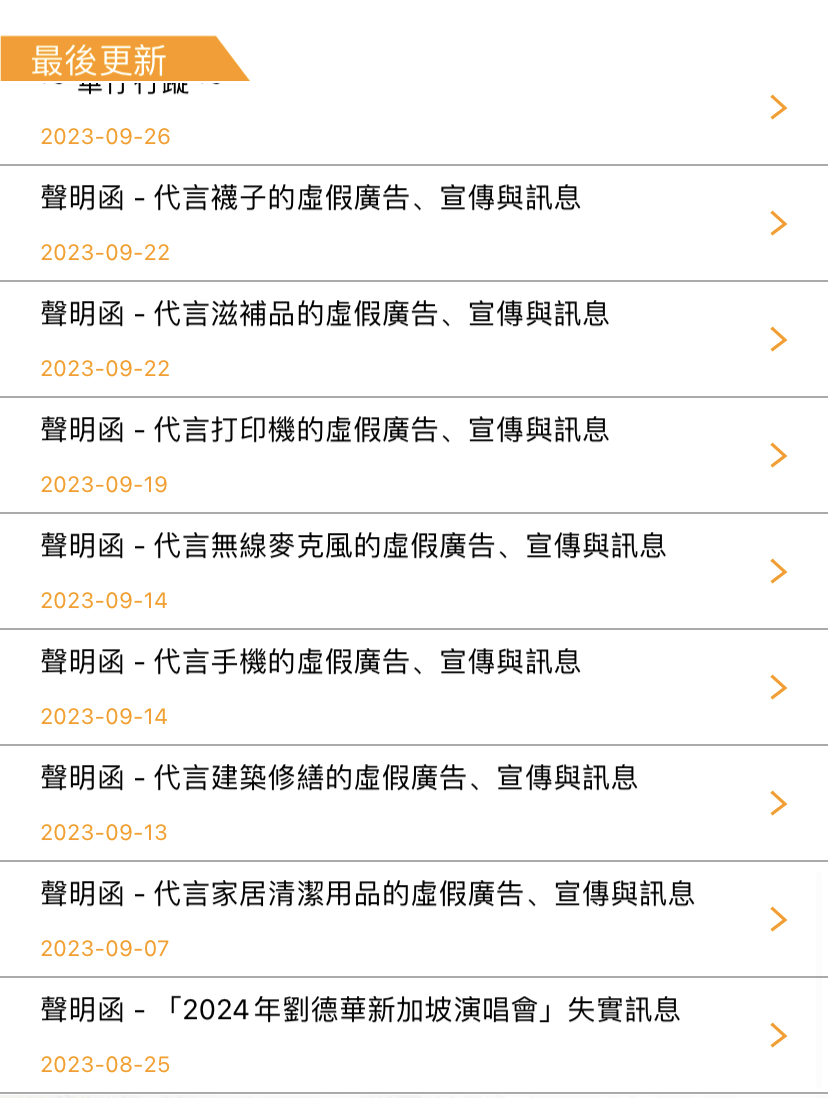 最後更新
2023-09-26
聲明函 - 代言襪子的虛假廣告、宣傳與訊息
2023-09-22
聲明函 - 代言滋補品的虛假廣告、宣傳與訊息
2023-09-22
聲明函 - 代言打印機的虛假廣告、宣傳與訊息
2023-09-19
聲明函 - 代言無線麥克風的虛假廣告、宣傳與訊息
2023-09-14
聲明函 - 代言手機的虛假廣告、宣傳與訊息
2023-09-14
聲明函 - 代言建築修繕的虛假廣告、宣傳與訊息
2023-09-13
聲明函 - 代言家居清潔用品的虛假廣告、宣傳與訊息
2023-09-07
聲明函 - 「2024年劉德華新加坡演唱會」失實訊息
2023-08-25